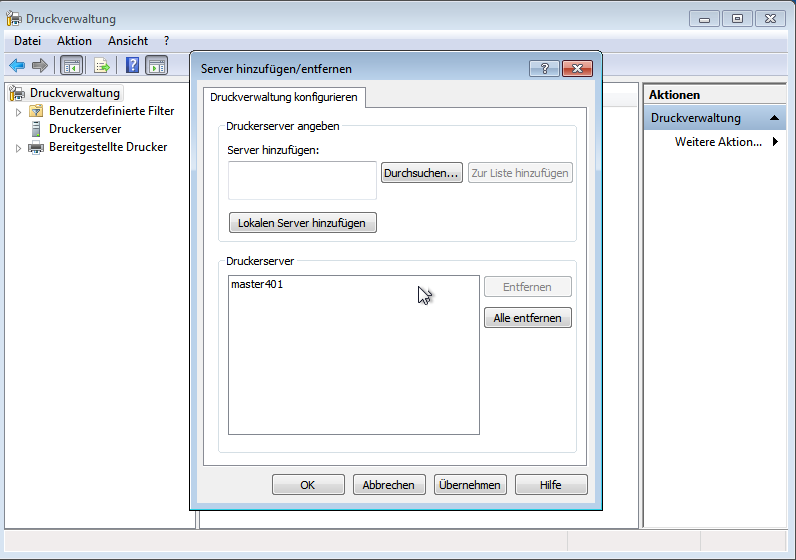 Druckverwaltung
Datei Aktion Ansicht ?
Druckverwaltung
Benutzerdefinierte Filter
Druckerserver
Bereitgestellte Drucker
Server hinzufügen/entfernen
Druckverwaltung konfigurieren
Druckerserver angeben
Server hinzufügen:
Durchsuchen... Zur Liste hinzufügen
Lokalen Server hinzufügen
Druckerserver
master401
Entfernen
Alle entfernen
OK Abbrechen Übernehmen Hilfe
Aktionen
Druckverwaltung
Weitere Aktion...